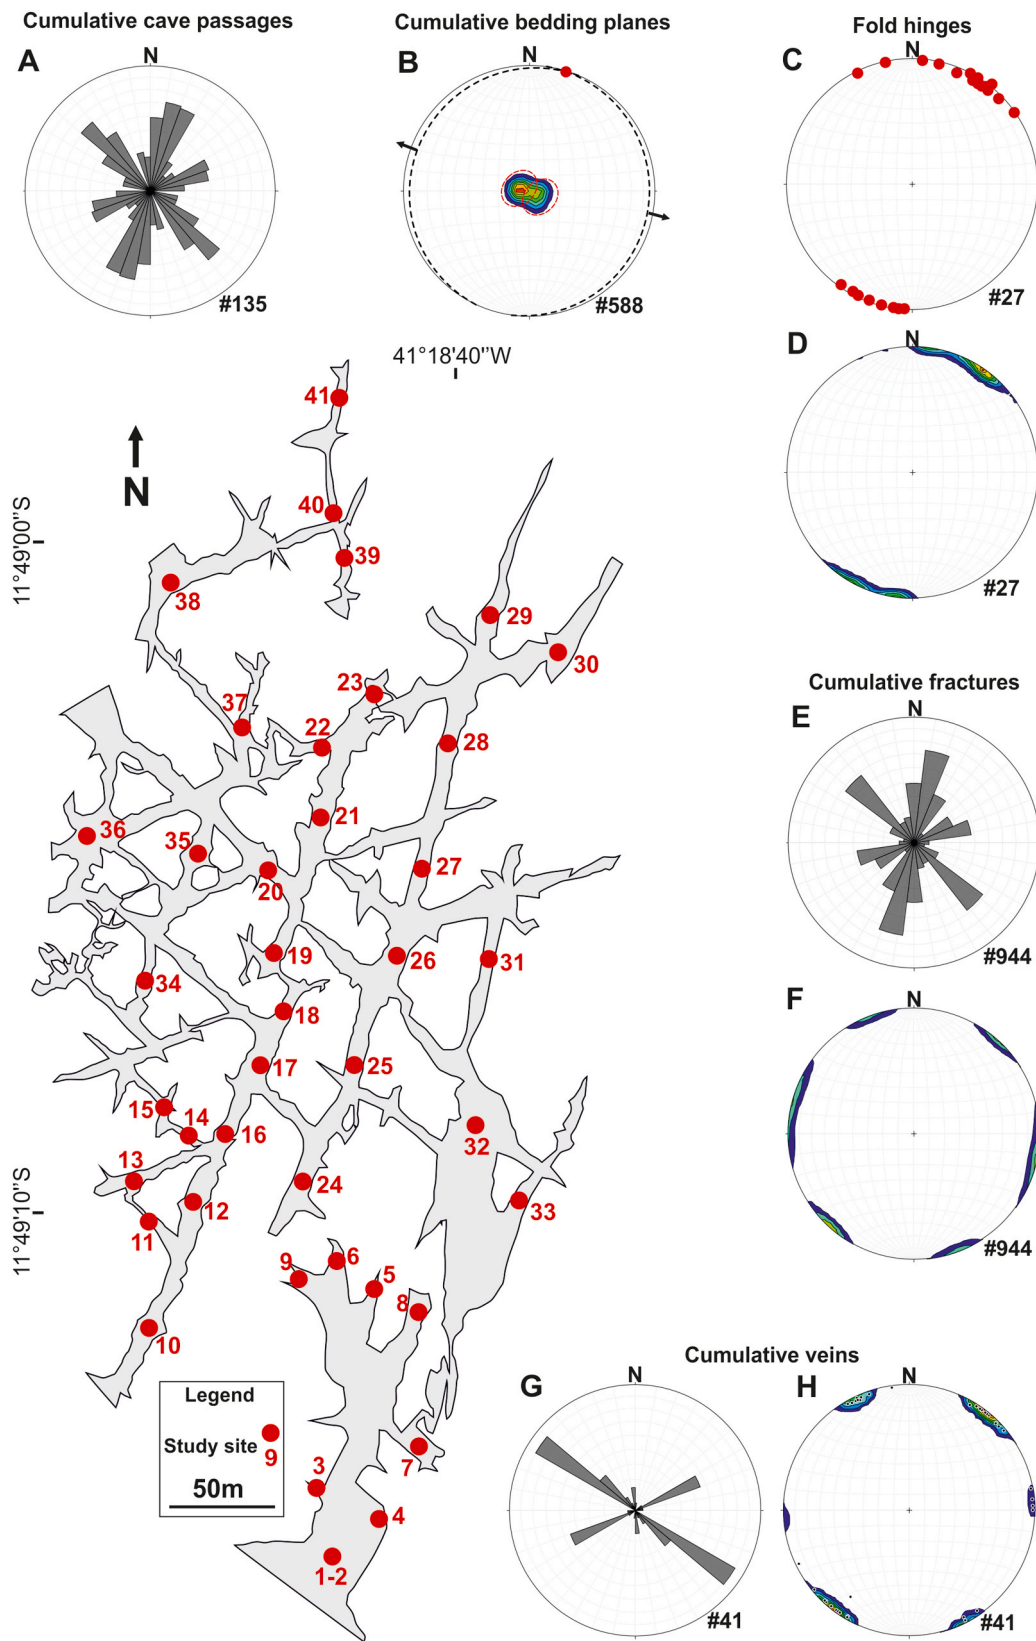 Cumulative cave passages
Cumulative bedding planes
Fold hinges
A
N
#135
B
N
#588
C
N
#27
D
N
#27
41°18'40''W
N
11°49'00''S
11°49'10''S
41
40
39
38
29
30
23
37
22
28
21
36
35
20
27
19
26
31
34
18
17
25
15
14
16
32
13
24
12
33
11
6
9
5
8
10
7
3
4
1-2
Legend
Study site
9
50m
Cumulative fractures
E
N
#944
F
N
#944
Cumulative veins
G
N
#41
H
N
#41